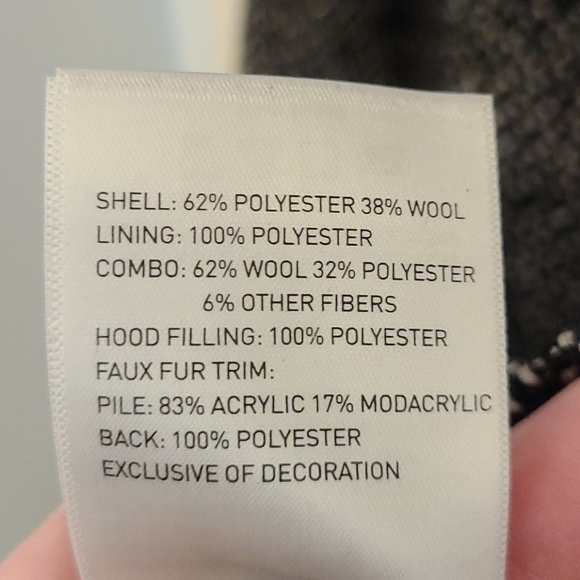 SHELL: 62% POLYESTER 38% WOOL
LINING: 100% POLYESTER
COMBO: 62% WOOL 32% POLYESTER
6% OTHER FIBERS
HOOD FILLING: 100% POLYESTER
FAUX FUR TRIM:
PILE: 83% ACRYLIC 17% MODACRYLIC
BACK: 100% POLYESTER
EXCLUSIVE OF DECORATION